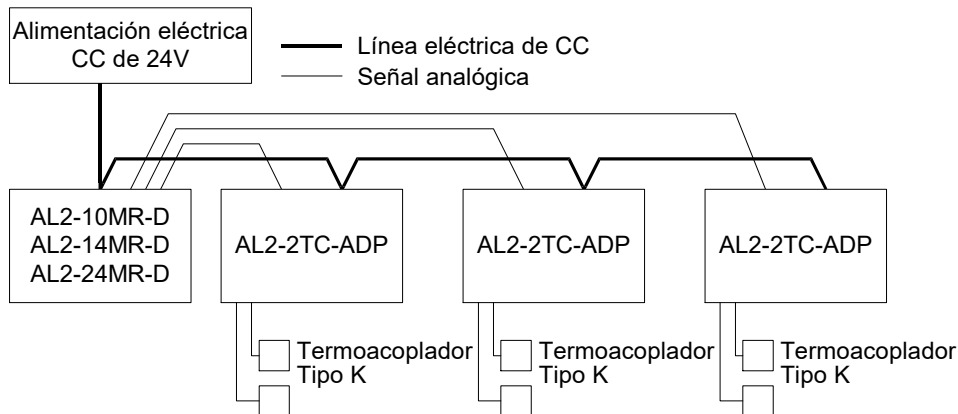 Alimentación eléctrica
CC de 24V
Línea eléctrica de CC
Señal analógica
AL2-10MR-D
AL2-14MR-D
AL2-24MR-D
AL2-2TC-ADP
AL2-2TC-ADP
AL2-2TC-ADP
Termoacoplador
Tipo K
Termoacoplador
Tipo K
Termoacoplador
Tipo K